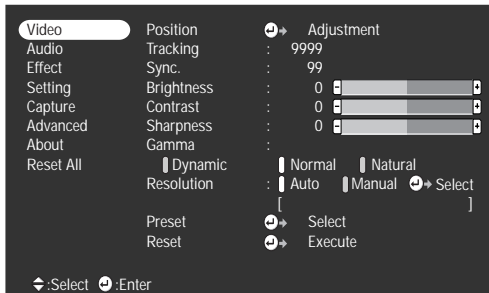 Video
Audio
Effect
Setting
Capture
Advanced
About
Reset All
Position Adjustment
Tracking : 9999
Sync. : 99
Brightness : 0 - +
Contrast : 0 - +
Sharpness : 0 - +
Gamma :
Dynamic Normal Natural
Resolution : Auto Manual Select
[ ]
Preset Select
Reset Execute
:Select :Enter